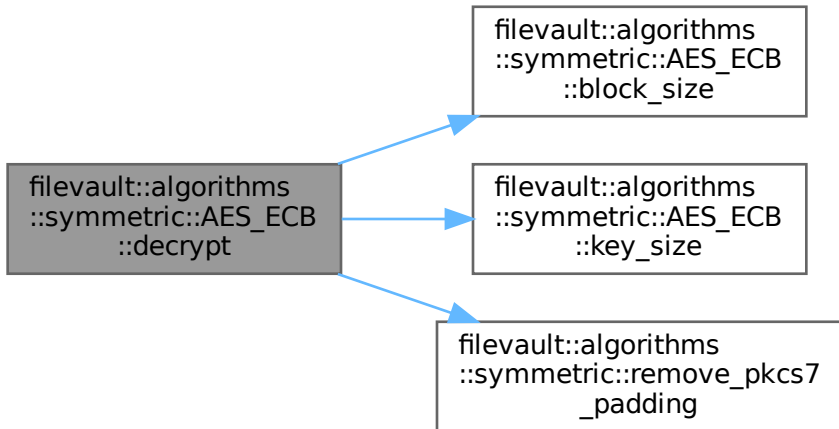 filevault::algorithms
::symmetric::AES_ECB
::decrypt
filevault::algorithms
::symmetric::AES_ECB
::block_size
filevault::algorithms
::symmetric::AES_ECB
::key_size
filevault::algorithms
::symmetric::remove_pkcs7
_padding